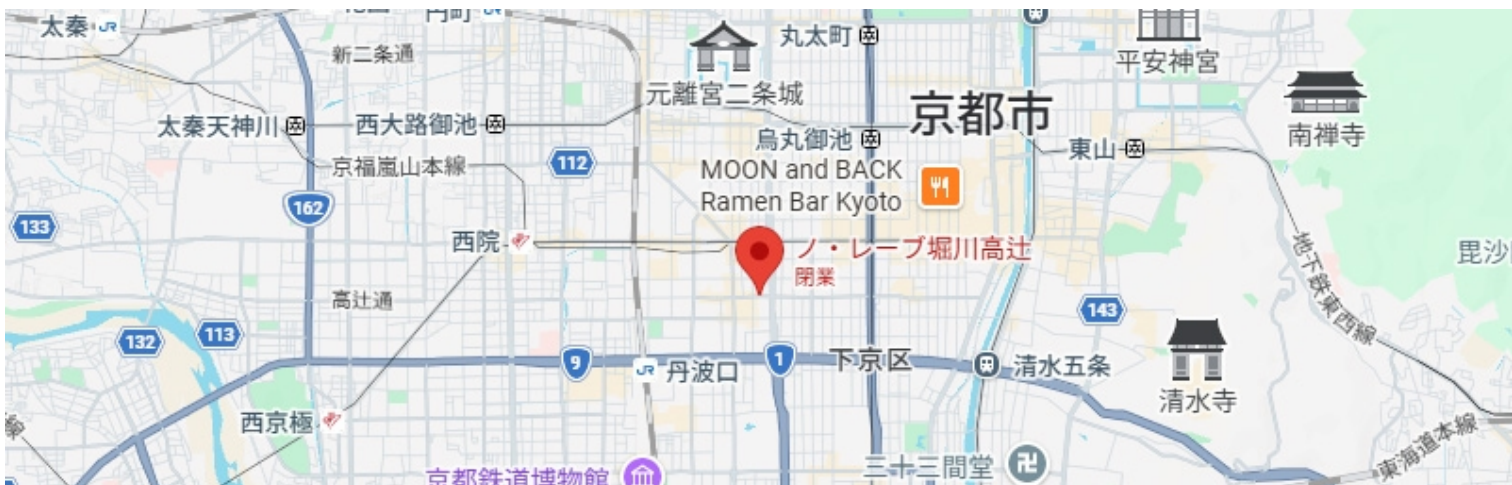 太秦
JR
円町
新二条通
丸太町
平安神宮
元離宮二条城
京都市
南禅寺
太秦天神川
西大路御池
烏丸御池
東山
112
京福嵐山本線
MOON and BACK
Ramen Bar Kyoto
162
133
西院
ノ・レーブ堀川高辻
閉業
毘沙
地下鉄東西線
高辻通
143
132
113
9
1
下京区
清水五条
JR
丹波口
清水寺
西京極
東海道本線
京都鉄道博物館
三十三間堂